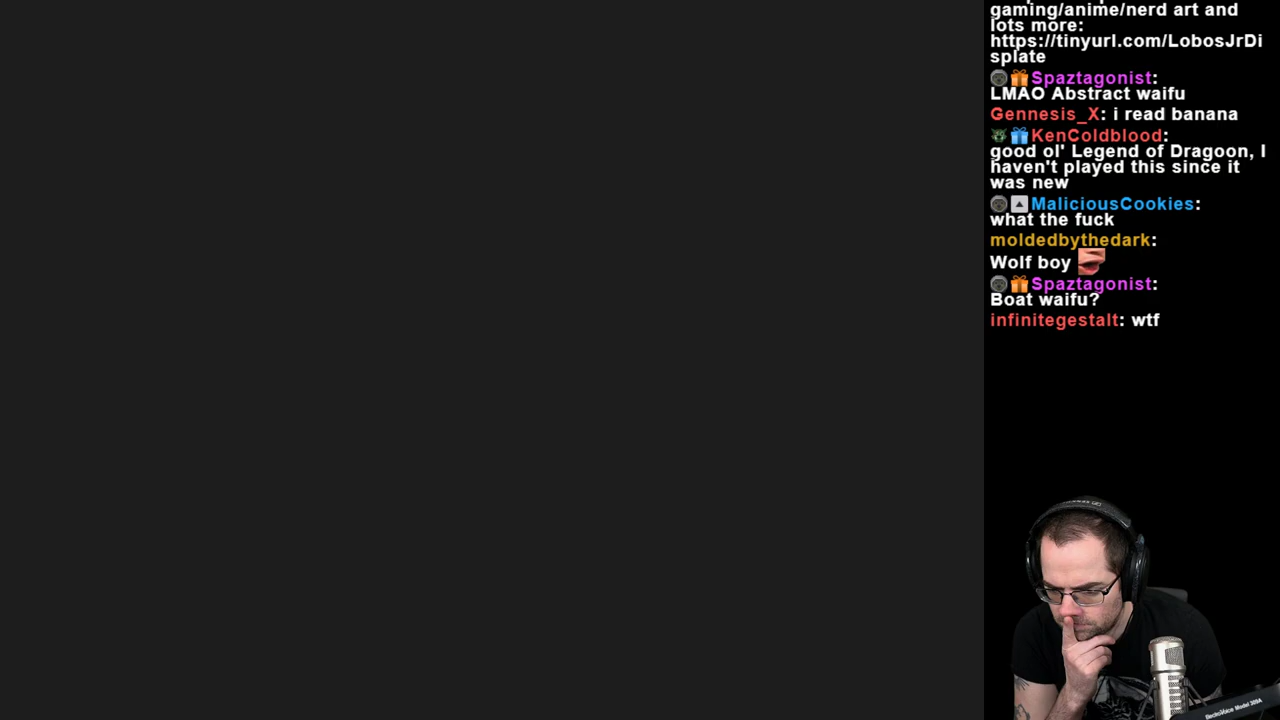 gaming/anime/nerd art and
lots more:
https://tinyurl.com/LobosJrDi
splate
Spaztagonist:
LMAO Abstract waifu
Gennesis_X: i read banana
KenColdblood:
good ol' Legend of Dragoon, I
haven't played this since it
was new
MaliciousCookies:
what the fuck
moldedbythedark:
Wolf boy
Spaztagonist:
Boat waifu?
infinitegestalt: wtf